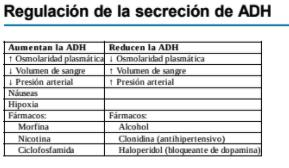 Regulación de la secreción de ADH
Aumentan la ADH Reducen la ADH
↑ Osmolaridad plasmática ↓ Osmolaridad plasmática
↓ Volumen de sangre ↑ Volumen de sangre
↓ Presión arterial ↑ Presión arterial
Náuseas
Hipoxia
Fármacos: Fármacos:
Morfina Alcohol
Nicotina Clonidina (antihipertensivo)
Ciclofosfamida Haloperidol (bloqueante de dopamina)